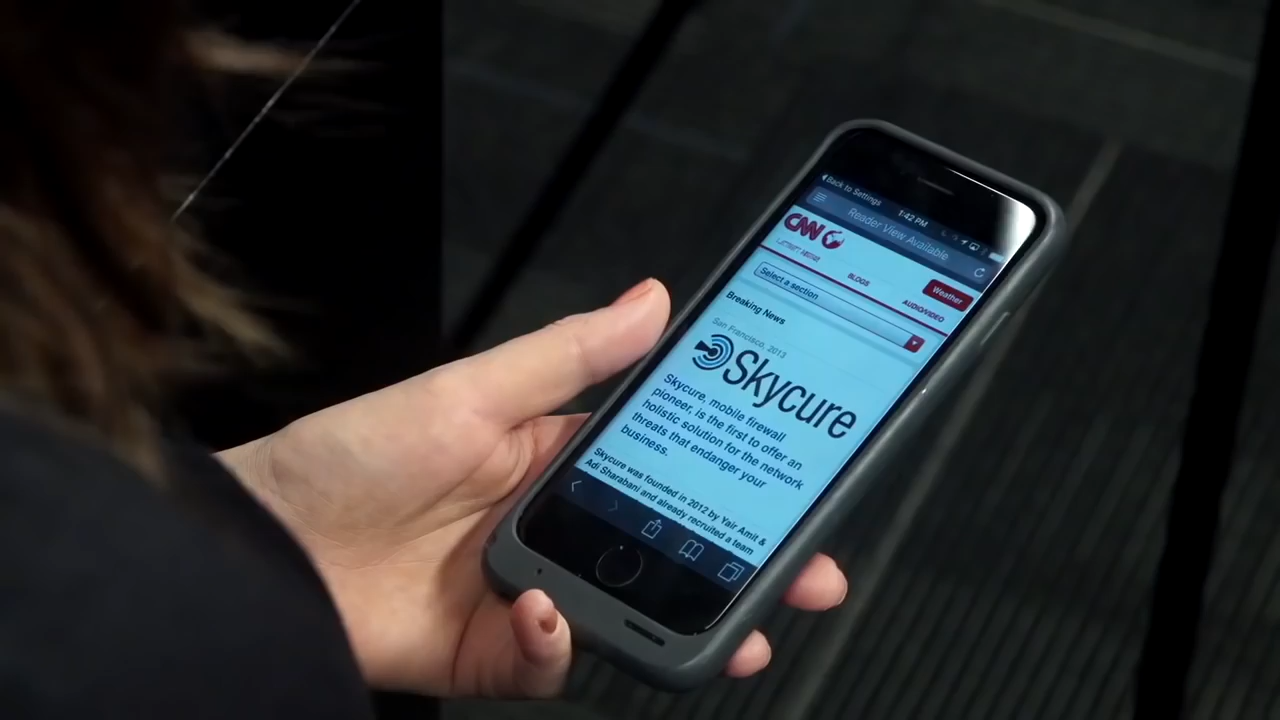 Back to Settings
1:42 PM
Reader View Available
CNN
LATEST NEWS
BLOGS
AUDIO/VIDEO
Weather
Select a section
Breaking News
San Francisco, 2013
Skycure
Skycure, mobile firewall
pioneer, is the first to offer an
holistic solution for the network
threats that endanger your
business.
Skycure was founded in 2012 by Yair Amit &
Adi Sharabani and already recruited a team